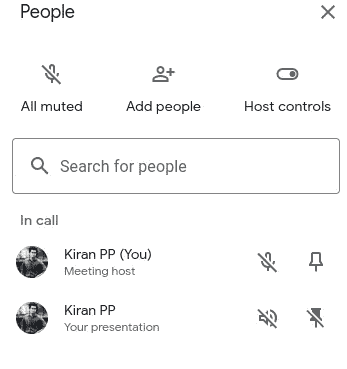 People
All muted
Add people
Host controls
Search for people
In call
Kiran PP (You)
Meeting host
Kiran PP
Your presentation